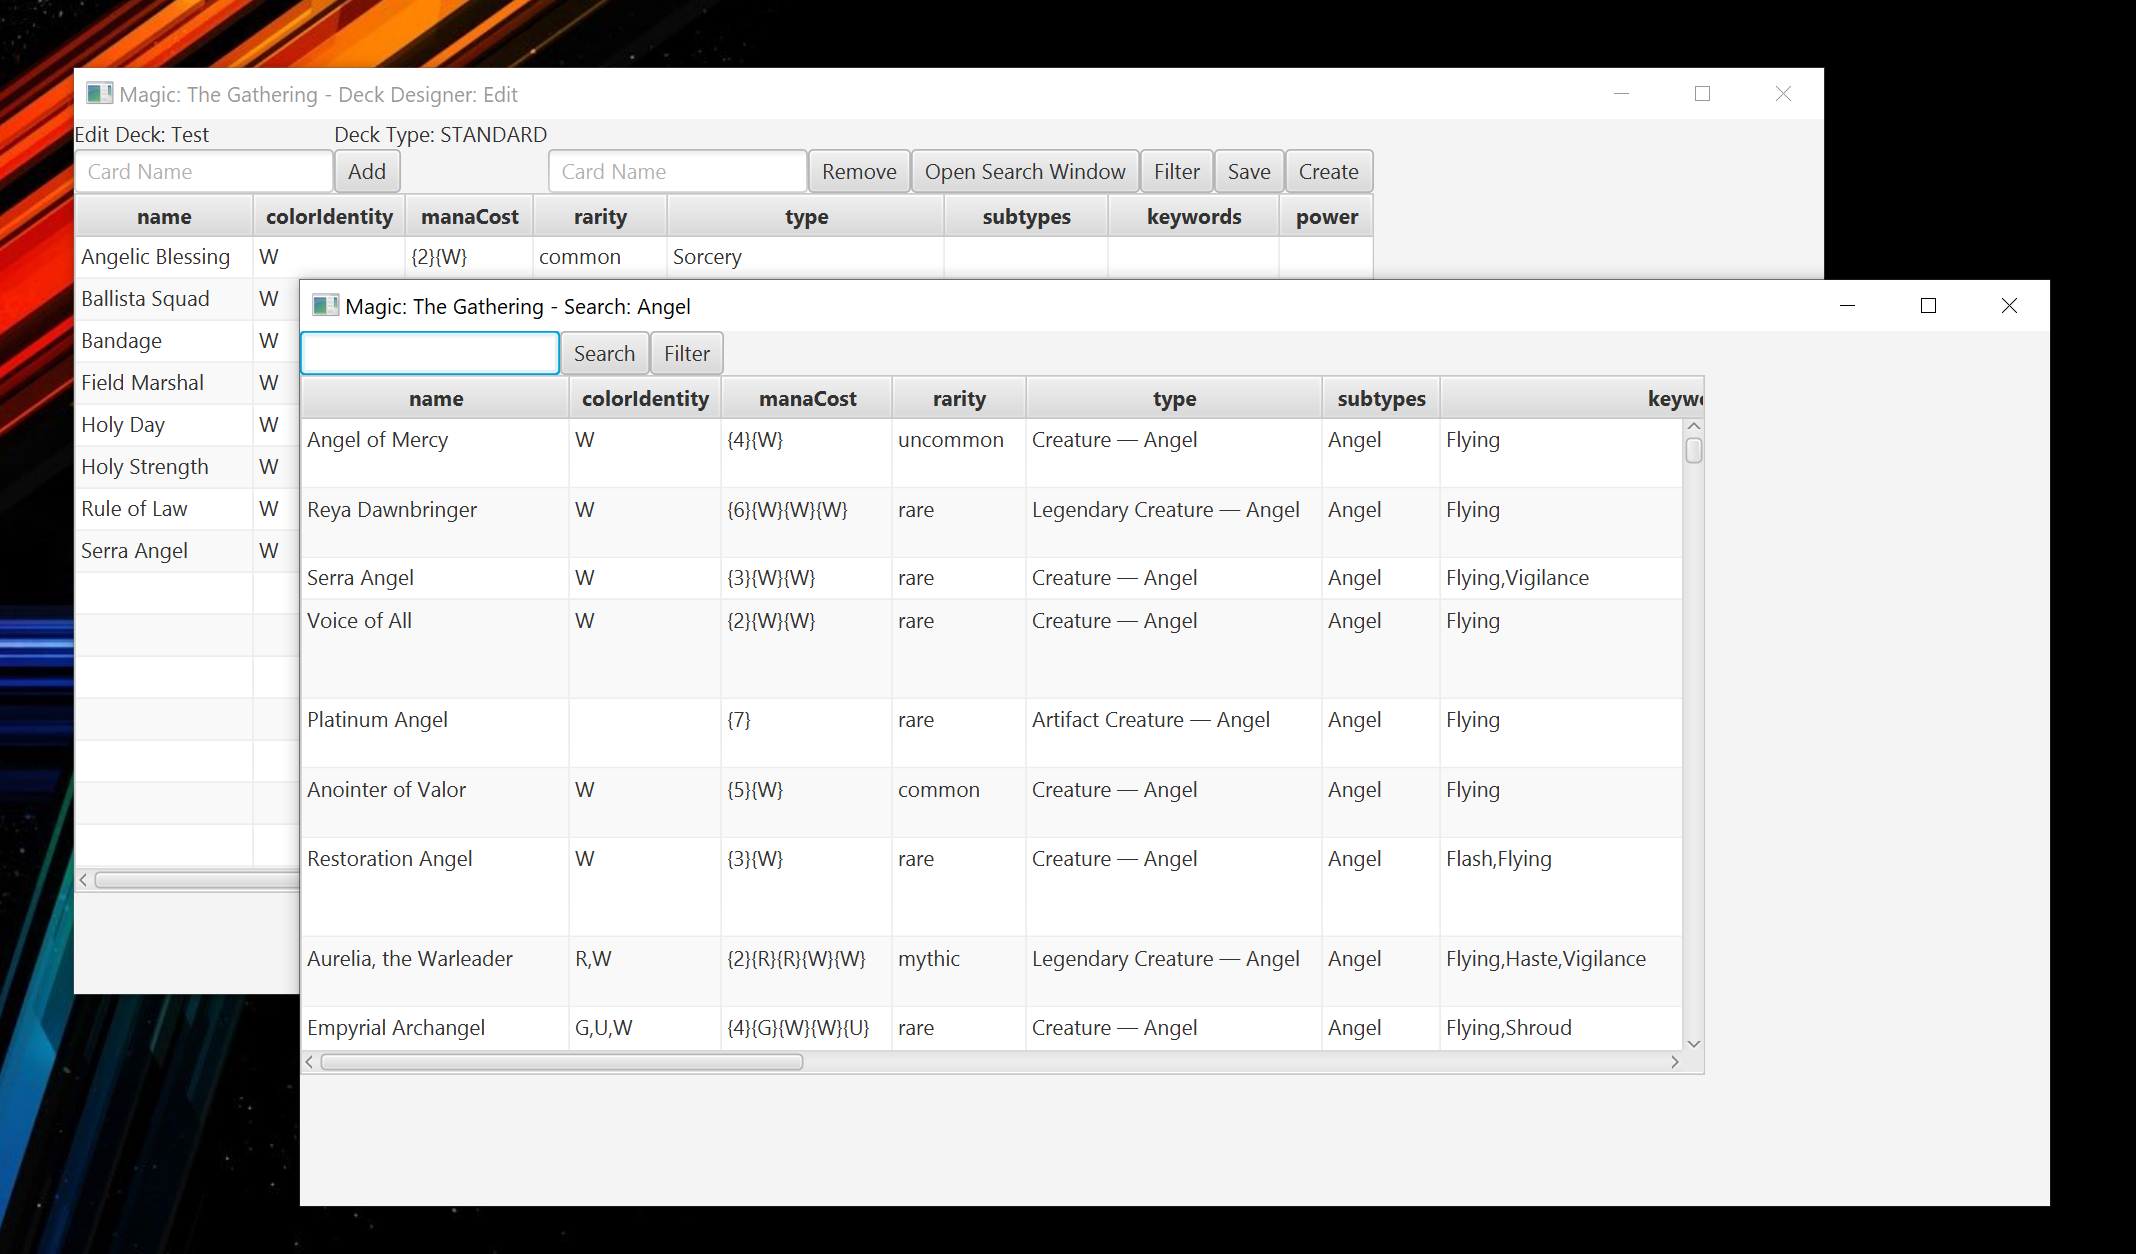 Magic: The Gathering - Deck Designer: Edit
Edit Deck: Test Deck Type: STANDARD
Card Name Add Card Name Remove Open Search Window Filter Save Create
name colorIdentity manaCost rarity type subtypes keywords power
Angelic Blessing W {2}{W} common Sorcery
Ballista Squad W
Bandage W
Field Marshal W
Holy Day W
Holy Strength W
Rule of Law W
Serra Angel W
Magic: The Gathering - Search: Angel
Search Filter
name colorIdentity manaCost rarity type subtypes
Angel of Mercy W {4}{W} uncommon Creature — Angel Angel Flying
Reya Dawnbringer W {6}{W}{W}{W} rare Legendary Creature — Angel Angel Flying
Serra Angel W {3}{W}{W} rare Creature — Angel Angel Flying,Vigilance
Voice of All W {2}{W}{W} rare Creature — Angel Angel Flying
Platinum Angel {7} rare Artifact Creature — Angel Angel Flying
Anointer of Valor W {5}{W} common Creature — Angel Angel Flying
Restoration Angel W {3}{W} rare Creature — Angel Angel Flash,Flying
Aurelia, the Warleader R,W {2}{R}{R}{W}{W} mythic Legendary Creature — Angel Angel Flying,Haste,Vigilance
Empyrial Archangel G,U,W {4}{G}{W}{W}{U} rare Creature — Angel Angel Flying,Shroud